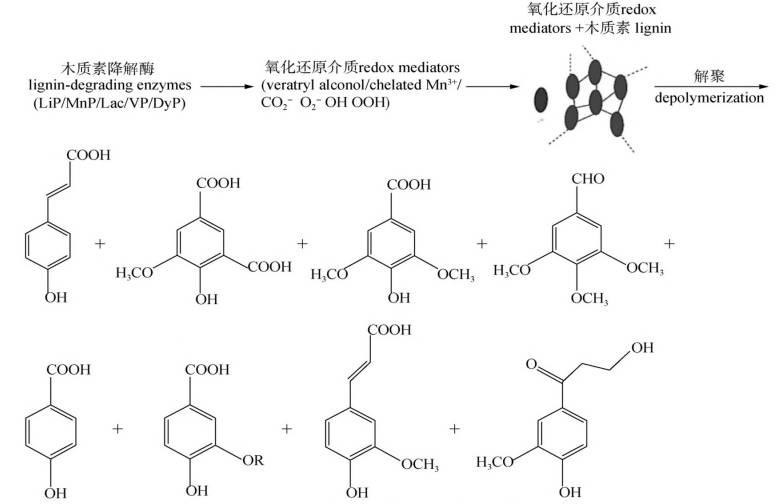 氧化还原介质redox
mediators +木质素 lignin
木质素降解酶
lignin-degrading enzymes
(LiP/MnP/Lac/VP/DyP)
氧化还原介质redox mediators
(veratryl alconol/chelated Mn³⁺/
CO₂⁻ O₂⁻ OH OOH)
解聚
depolymerization
COOH
OH
+
COOH
H₃CO
COOH
OH
+
COOH
H₃CO
OCH₃
OH
+
CHO
H₃CO
OCH₃
OCH₃
+
COOH
OH
+
COOH
OR
OH
+
COOH
OCH₃
OH
+
OH
O
H₃CO
OH